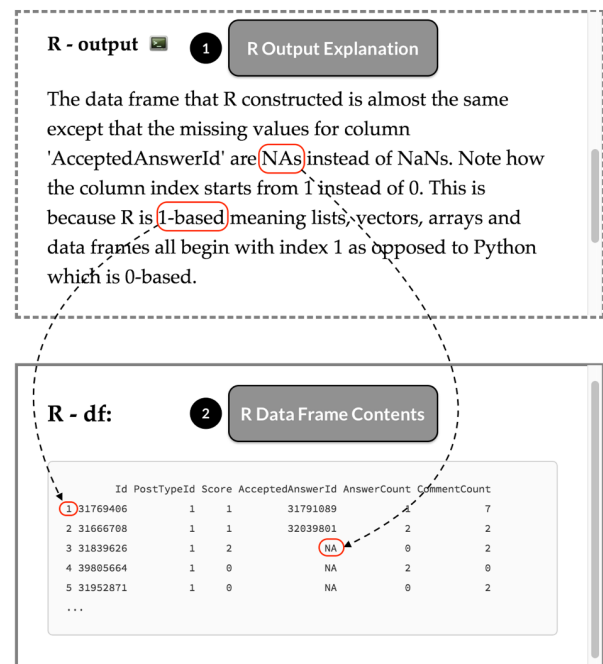 R - output 1 R Output Explanation
The data frame that R constructed is almost the same
except that the missing values for column
'AcceptedAnswerId' are NAs instead of NaNs. Note how
the column index starts from 1 instead of 0. This is
because R is 1-based meaning lists, vectors, arrays and
data frames all begin with index 1 as opposed to Python
which is 0-based.
R - df: 2 R Data Frame Contents
Id PostTypeId Score AcceptedAnswerId AnswerCount CommentCount
1 31769406 1 1 31791089 1 7
2 31666708 1 1 32039801 2 2
3 31839626 1 2 NA 0 2
4 39805664 1 0 NA 2 0
5 31952871 1 0 NA 0 2
...